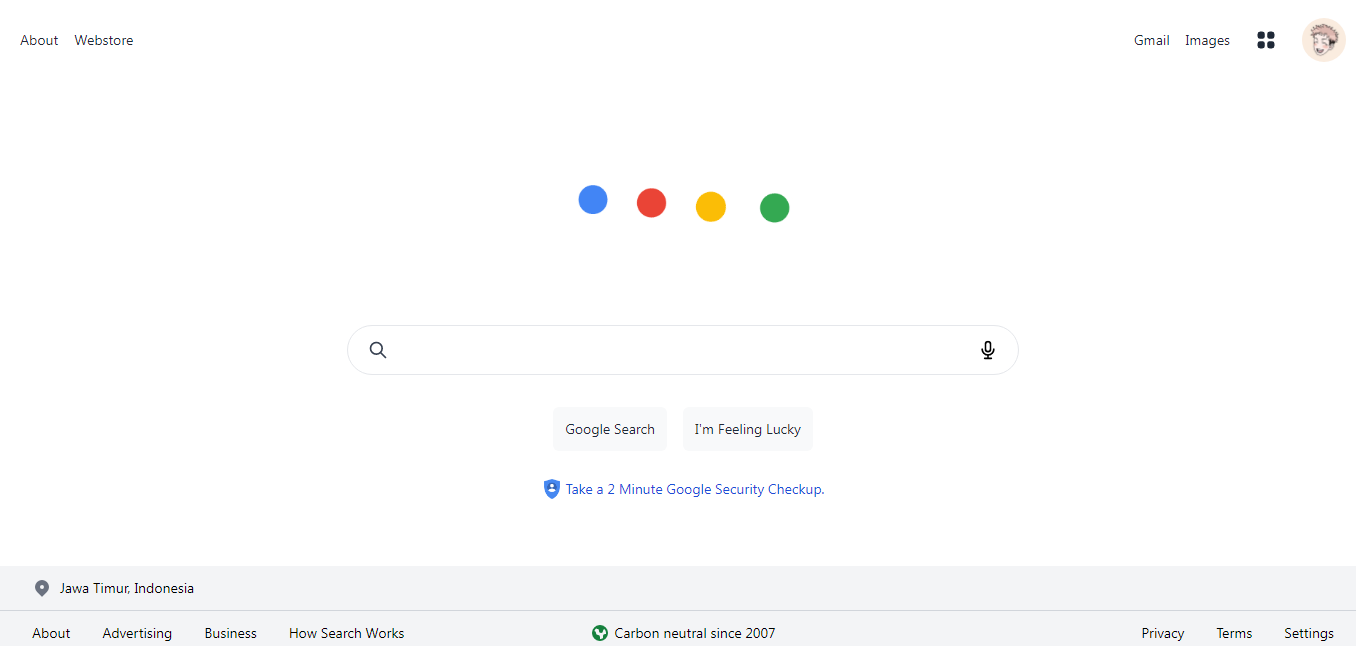 About Webstore Gmail Images
Google Search I'm Feeling Lucky
Take a 2 Minute Google Security Checkup.
Jawa Timur, Indonesia
About Advertising Business How Search Works Carbon neutral since 2007 Privacy Terms Settings